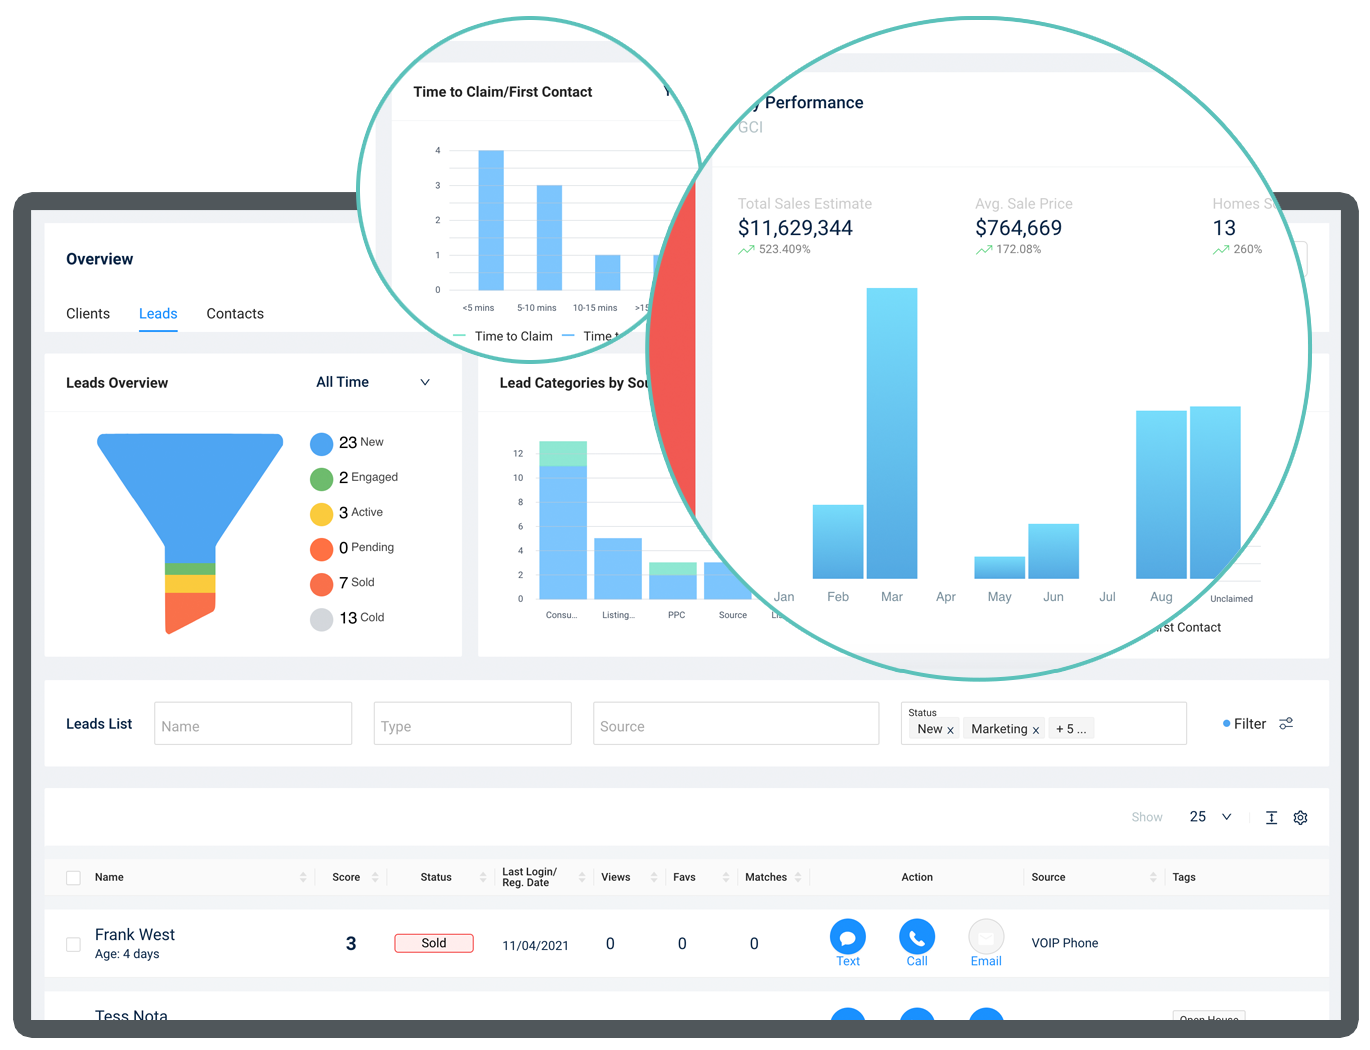 Time to Claim/First Contact
4
3
2
1
0
<5 mins
5-10 mins
10-15 mins
Time to Claim
Performance
GCI
Total Sales Estimate
$11,629,344
523.409%
Avg. Sale Price
$764,669
172.08%
Homes
13
260%
Jan
Feb
Mar
Apr
May
Jun
Jul
Aug
Unclaimed
Contact
Overview
Clients
Leads
Contacts
Leads Overview
All Time
23 New
2 Engaged
3 Active
0 Pending
7 Sold
13 Cold
Lead Categories by
12
10
8
6
4
2
0
Consu...
Listing...
PPC
Source
Leads List
Name
Type
Source
Status
New x
Marketing x
+ 5 ...
Filter
Show 25
Name
Score
Status
Last Login/
Reg. Date
Views
Favs
Matches
Action
Source
Tags
Frank West
Age: 4 days
3
Sold
11/04/2021
0
0
0
Text
Call
Email
VOIP Phone
Tess Nota
Open House